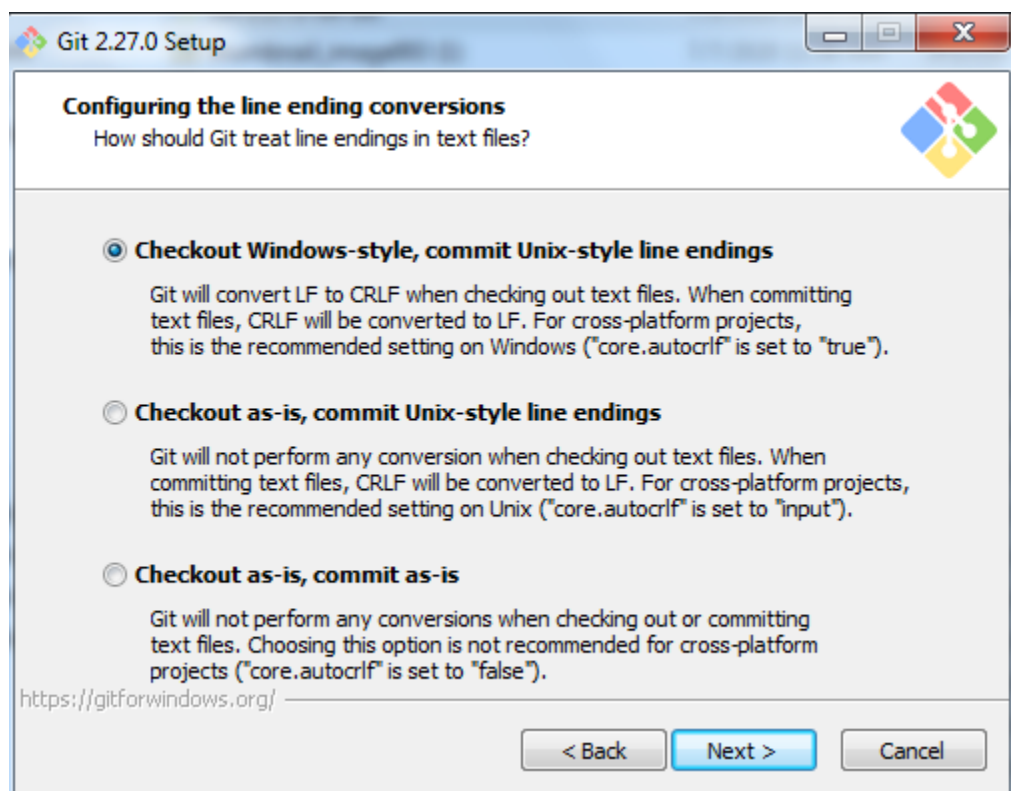 Git 2.27.0 Setup
Configuring the line ending conversions
How should Git treat line endings in text files?
Checkout Windows-style, commit Unix-style line endings
Git will convert LF to CRLF when checking out text files. When committing
text files, CRLF will be converted to LF. For cross-platform projects,
this is the recommended setting on Windows ("core.autocrlf" is set to "true").
Checkout as-is, commit Unix-style line endings
Git will not perform any conversion when checking out text files. When
committing text files, CRLF will be converted to LF. For cross-platform projects,
this is the recommended setting on Unix ("core.autocrlf" is set to "input").
Checkout as-is, commit as-is
Git will not perform any conversions when checking out or committing
text files. Choosing this option is not recommended for cross-platform
projects ("core.autocrlf" is set to "false").
https://gitforwindows.org/
< Back
Next >
Cancel